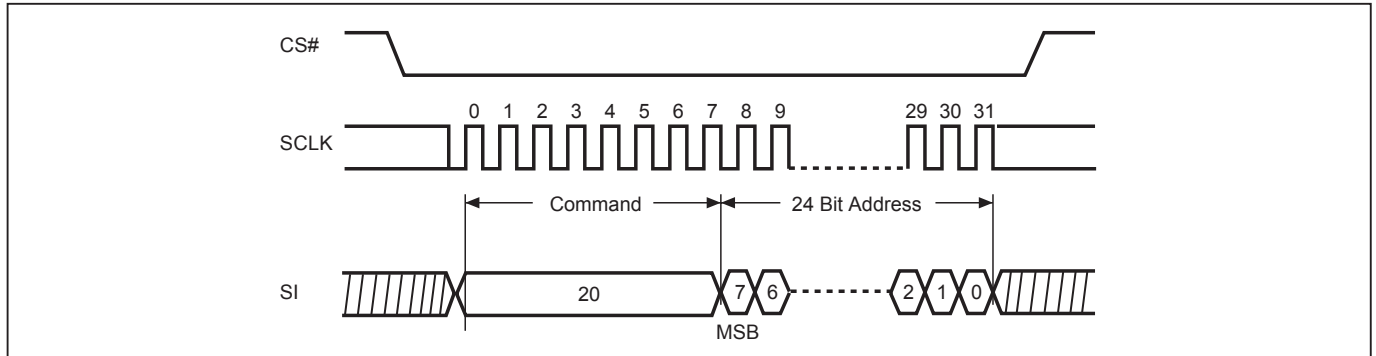 CS#
0 1 2 3 4 5 6 7 8 9 29 30 31
SCLK
Command 24 Bit Address
SI 20 7 6 2 1 0
MSB